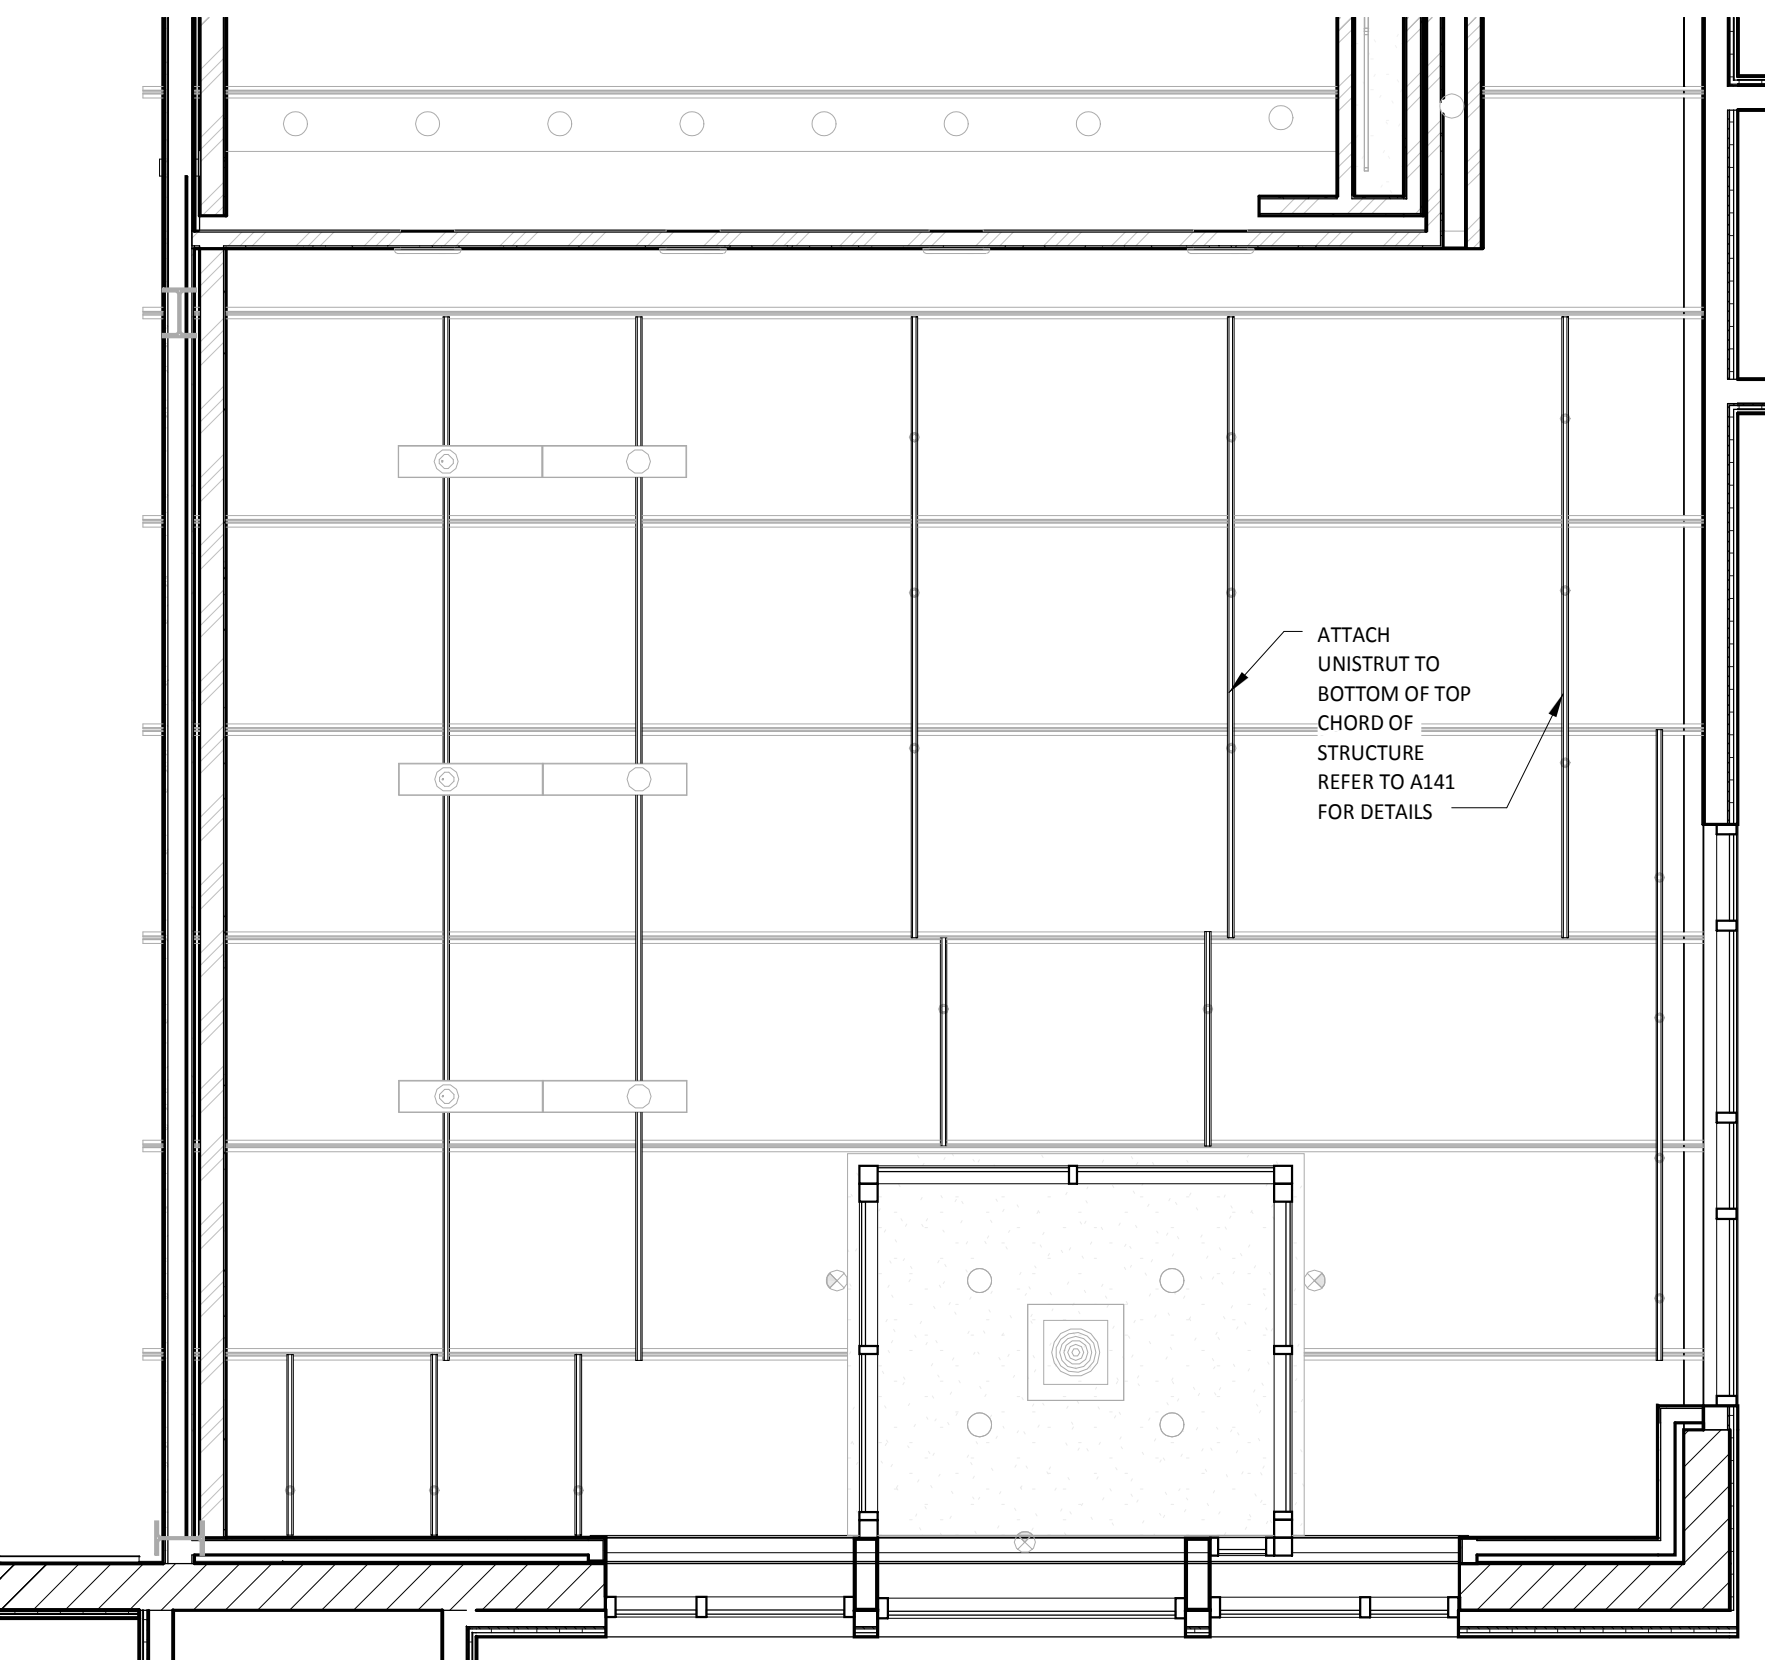 ATTACH
UNISTRUT TO
BOTTOM OF TOP
CHORD OF
STRUCTURE
REFER TO A141
FOR DETAILS